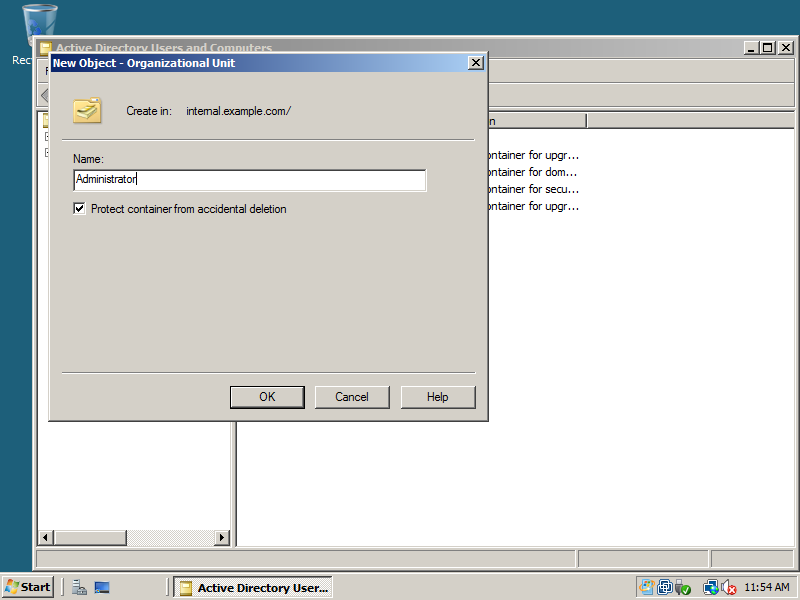 Active Directory Users and Computers
New Object - Organizational Unit
Create in: internal.example.com/
Name:
Administrator
Protect container from accidental deletion
ontainer for upgr...
ontainer for dom...
ontainer for secu...
ontainer for upgr...
OK Cancel Help
Start
Active Directory User...
11:54 AM